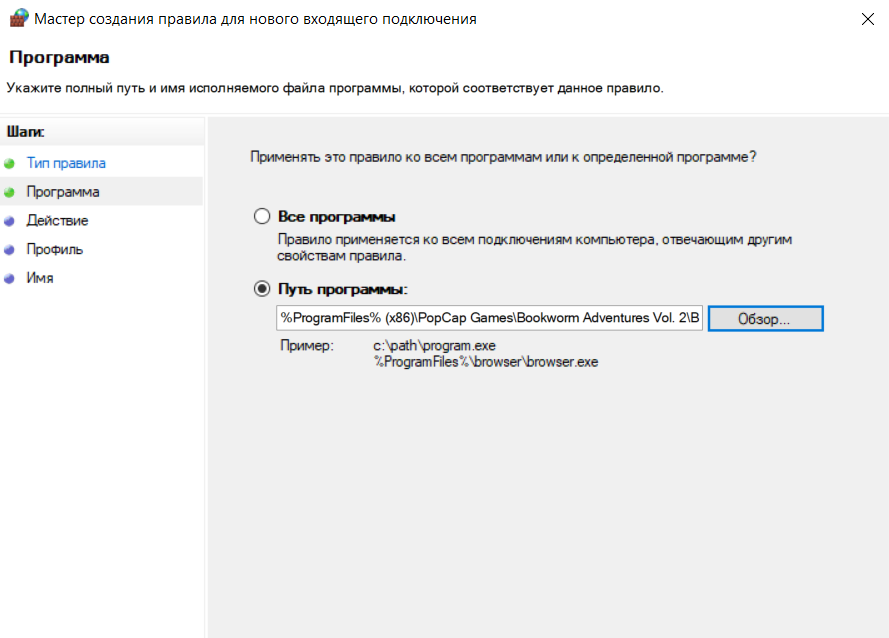 Мастер создания правила для нового входящего подключения
Программа
Укажите полный путь и имя исполняемого файла программы, которой соответствует данное правило.
Шаги:
Тип правила
Программа
Действие
Профиль
Имя
Применять это правило ко всем программам или к определенной программе?
Все программы
Правило применяется ко всем подключениям компьютера, отвечающим другим
свойствам правила.
Путь программы:
%ProgramFiles% (x86)\PopCap Games\Bookworm Adventures Vol. 2\B
Обзор...
Пример: c:\path\program.exe
%ProgramFiles%\browser\browser.exe